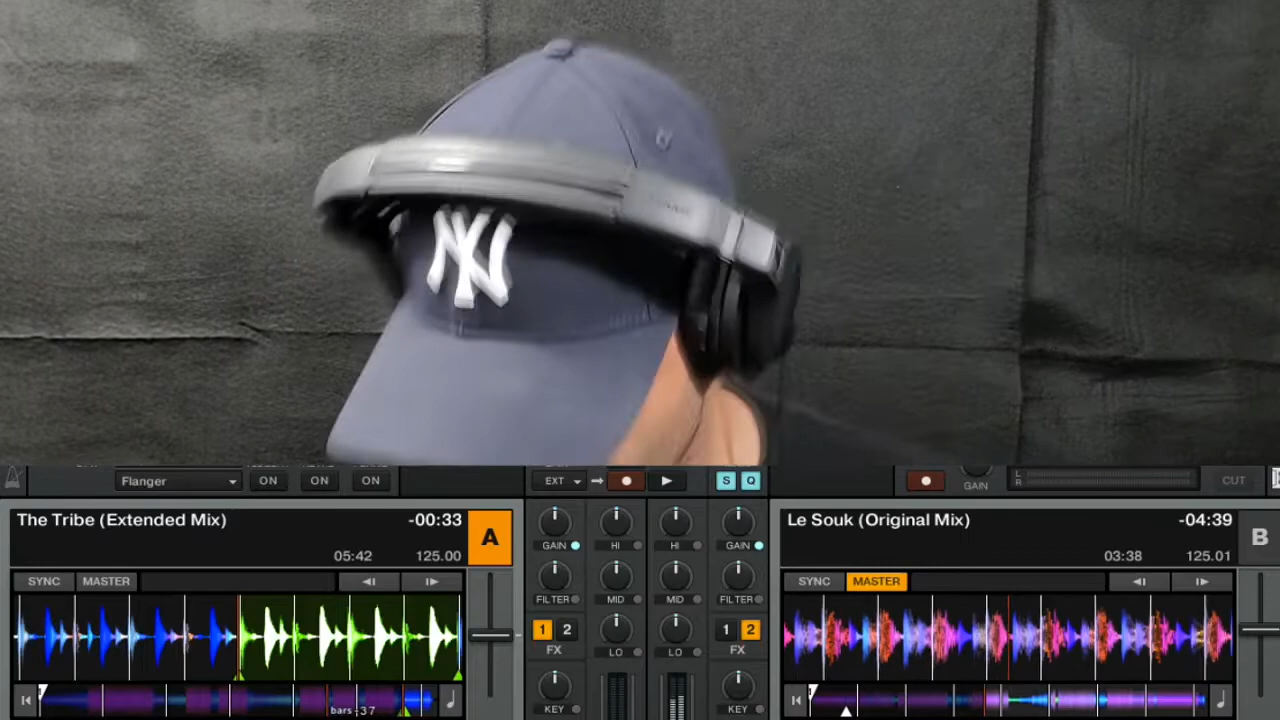 NY
Flanger
ON
ON
ON
EXT
S
Q
GAIN
L
R
CUT
The Tribe (Extended Mix)
-00:33
05:42
125.00
A
SYNC
MASTER
GAIN
HI
HI
GAIN
FILTER
MID
MID
FILTER
1
2
1
2
FX
LO
LO
FX
KEY
KEY
bars -37
Le Souk (Original Mix)
-04:39
03:38
125.01
B
SYNC
MASTER